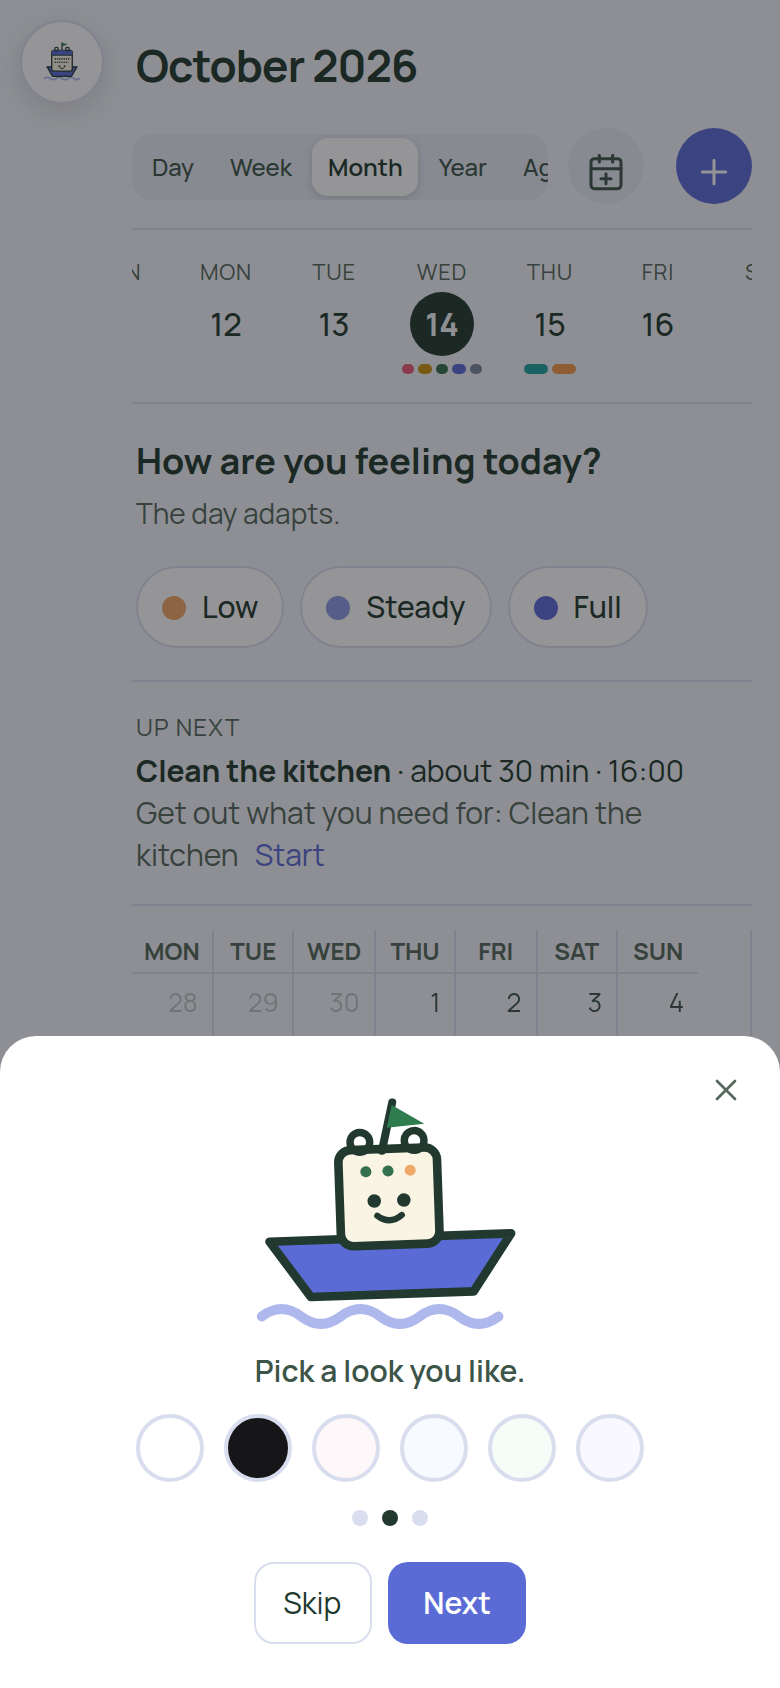 October 2026
Day Week Month Year Ag
N MON TUE WED THU FRI S
12 13 14 15 16
How are you feeling today?
The day adapts.
Low Steady Full
UP NEXT
Clean the kitchen · about 30 min · 16:00
Get out what you need for: Clean the
kitchen Start
MON TUE WED THU FRI SAT SUN
28 29 30 1 2 3 4
Pick a look you like.
Skip Next